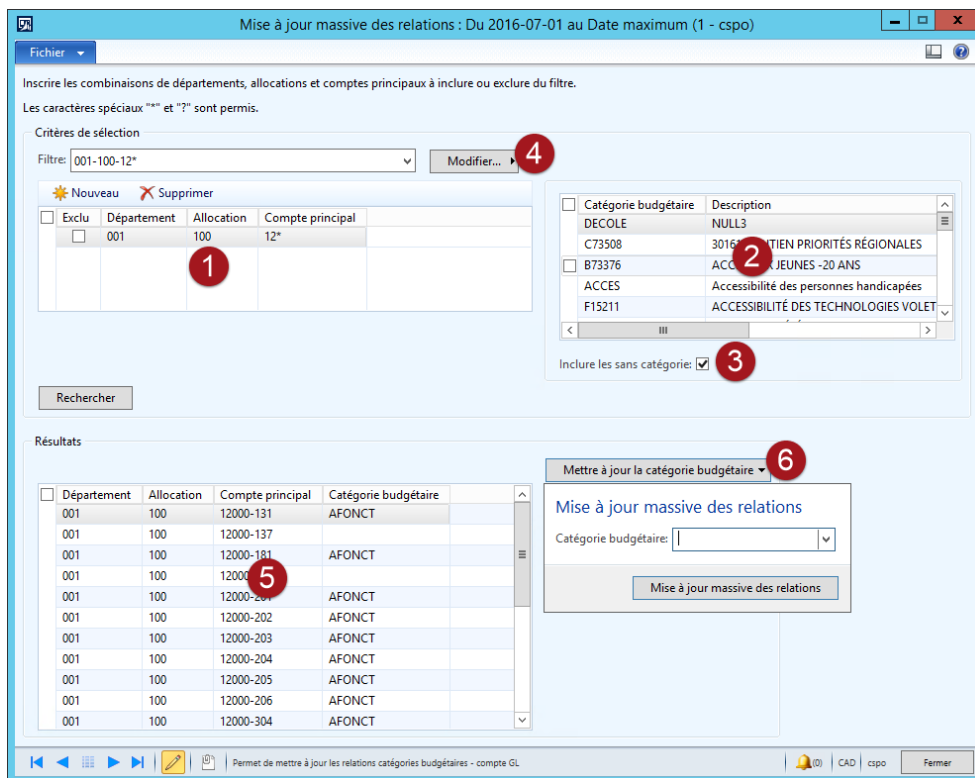 Mise à jour massive des relations : Du 2016-07-01 au Date maximum (1 - cspo)
Fichier
Inscrire les combinaisons de départements, allocations et comptes principaux à inclure ou exclure du filtre.
Les caractères spéciaux "*" et "?" sont permis.
Critères de sélection
Filtre: 001-100-12*
Modifier...
4
Nouveau Supprimer
Exclu Département Allocation Compte principal
001 100 12*
1
Catégorie budgétaire Description
DECOLE NULL3
C73508 PRIORITÉS RÉGIONALES
B73376 JEUNES -20 ANS
ACCES Accessibilité des personnes handicapées
F15211 ACCESSIBILITÉ DES TECHNOLOGIES VOLET
2
Inclure les sans catégorie:
3
Rechercher
Résultats
Département Allocation Compte principal Catégorie budgétaire
001 100 12000-131 AFONCT
001 100 12000-137
001 100 12000-181 AFONCT
001 100
001 100 AFONCT
001 100 12000-202 AFONCT
001 100 12000-203 AFONCT
001 100 12000-204 AFONCT
001 100 12000-205 AFONCT
001 100 12000-206 AFONCT
001 100 12000-304 AFONCT
5
Mettre à jour la catégorie budgétaire
6
Mise à jour massive des relations
Catégorie budgétaire:
Mise à jour massive des relations
Permet de mettre à jour les relations catégories budgétaires - compte GL
(0) CAD cspo Fermer